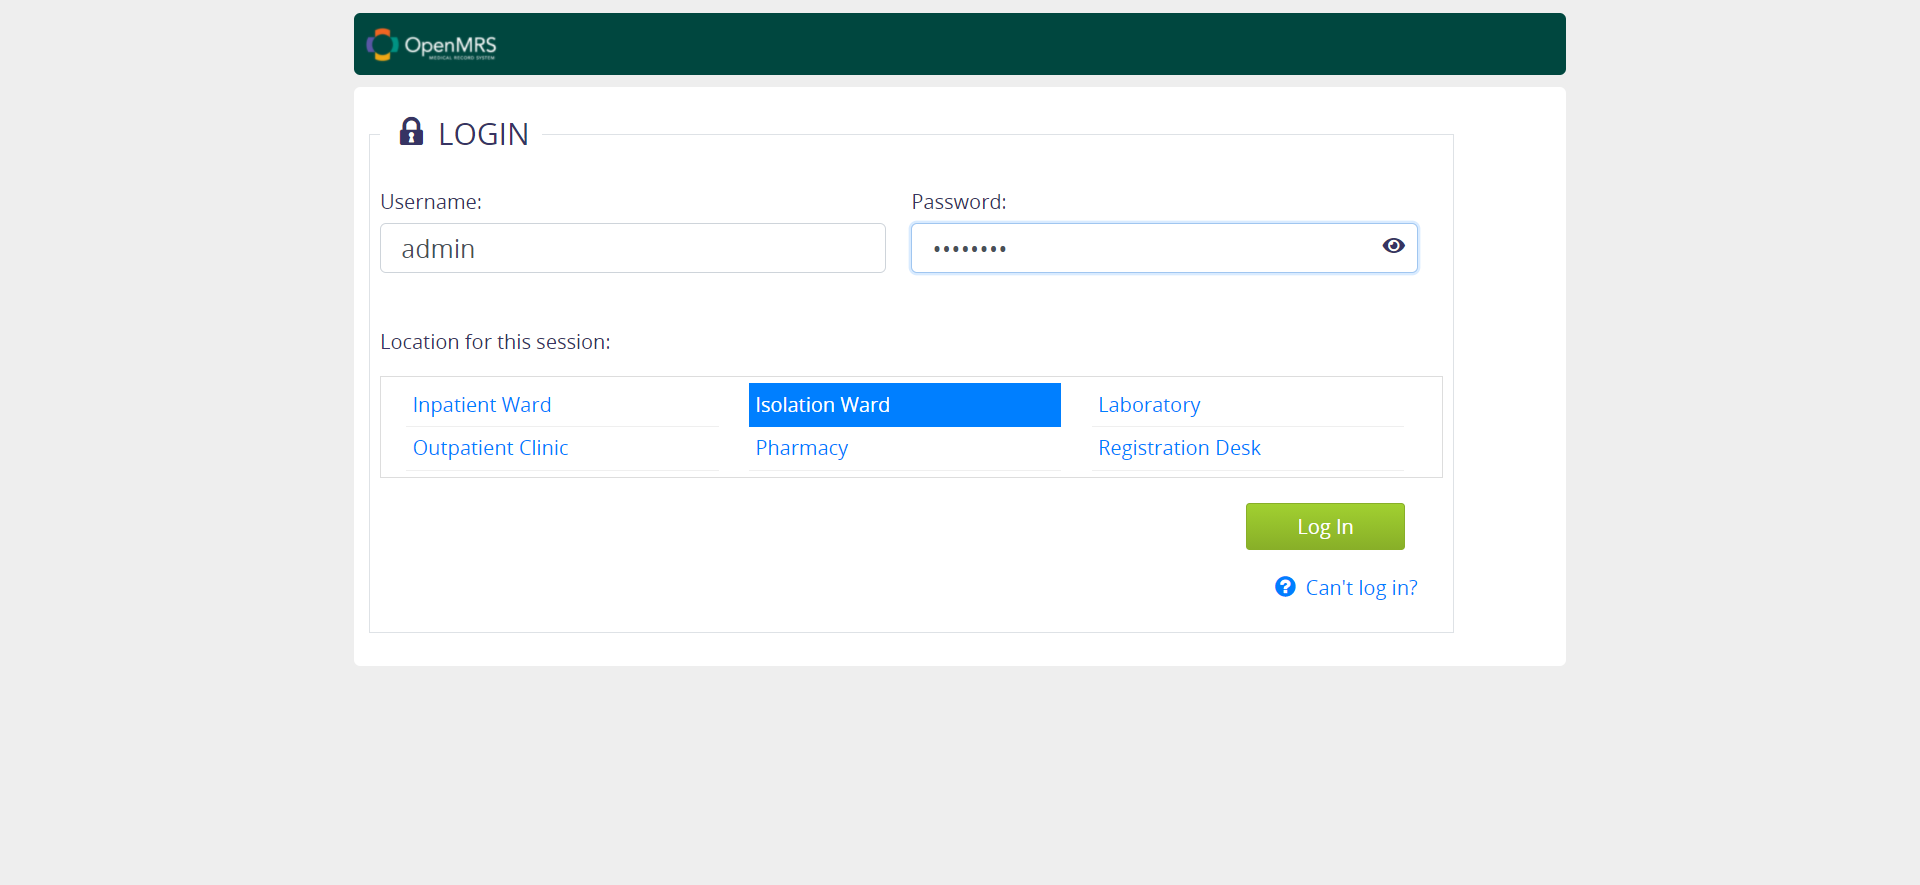 OpenMRS
MEDICAL RECORD SYSTEM
LOGIN
Username:
Password:
admin
••••••••
Location for this session:
Inpatient Ward
Isolation Ward
Laboratory
Outpatient Clinic
Pharmacy
Registration Desk
Log In
Can't log in?